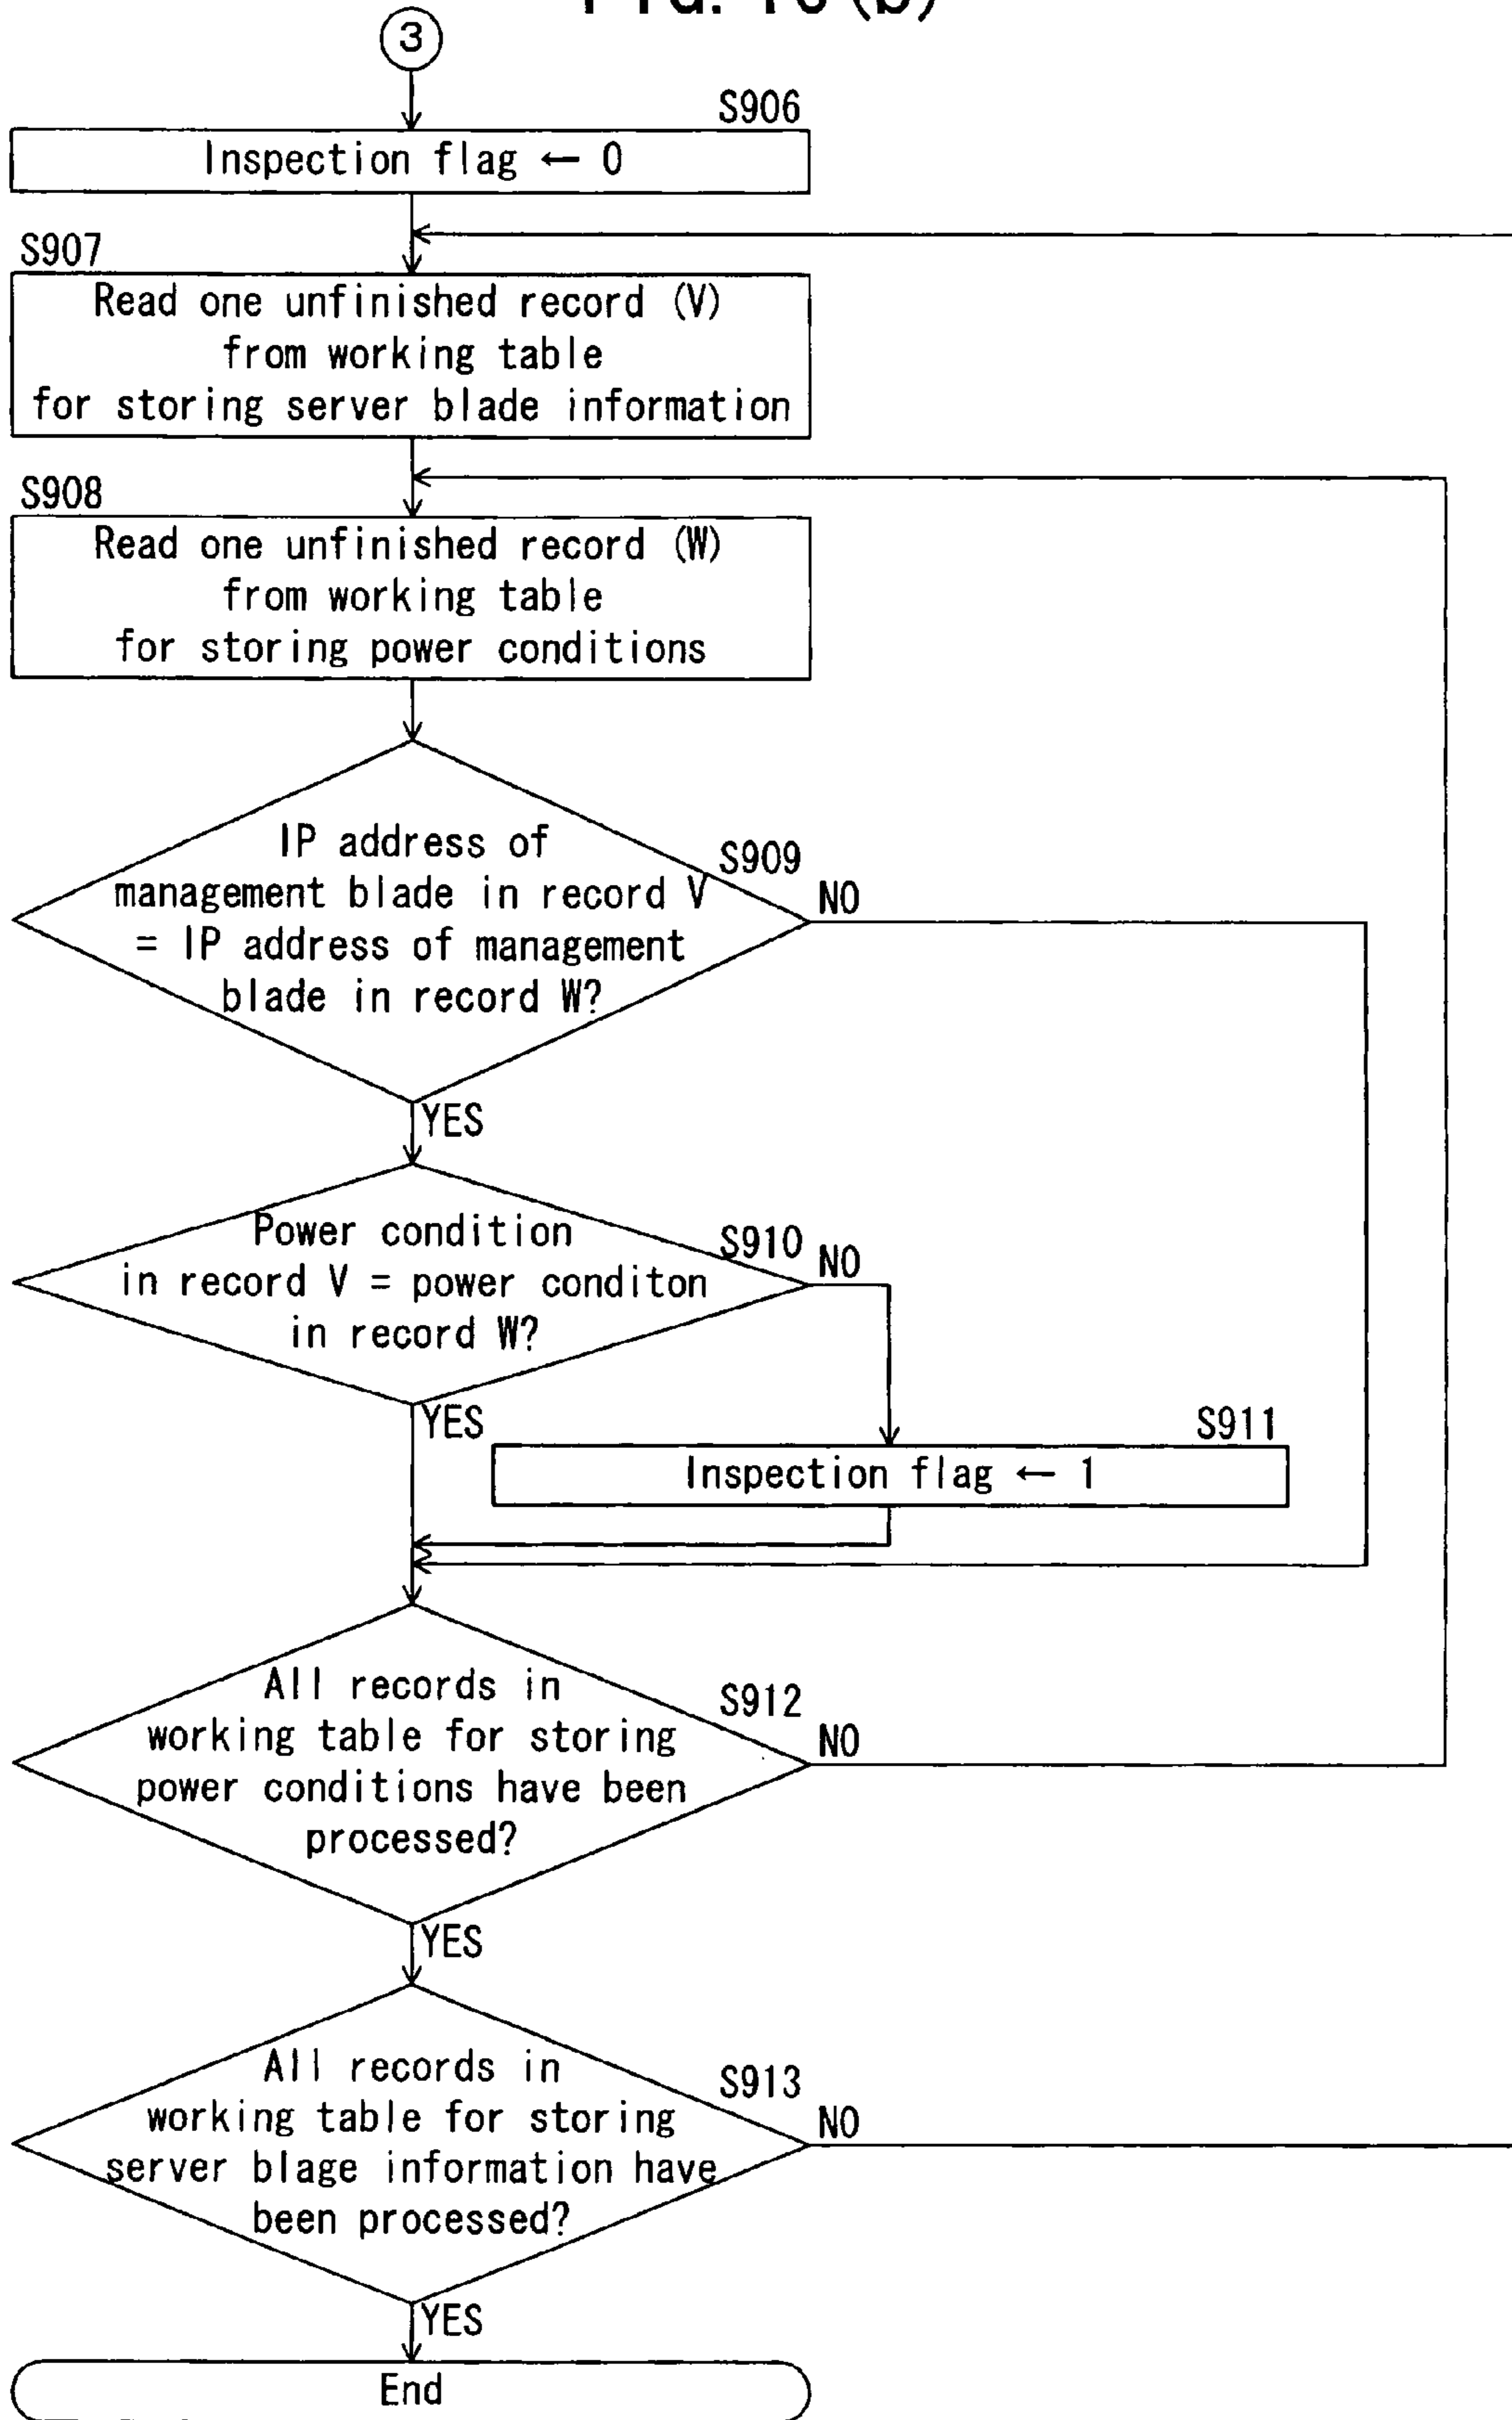 3
S906
Inspection flag ← 0
S907
Read one unfinished record (V)
from working table
for storing server blade information
S908
Read one unfinished record (W)
from working table
for storing power conditions
IP address of
management blade in record V
= IP address of management
blade in record W?
S909
NO
YES
Power condition
in record V = power conditon
in record W?
S910
NO
YES
S911
Inspection flag ← 1
All records in
working table for storing
power conditions have been
processed?
S912
NO
YES
All records in
working table for storing
server blage information have
been processed?
S913
NO
YES
End